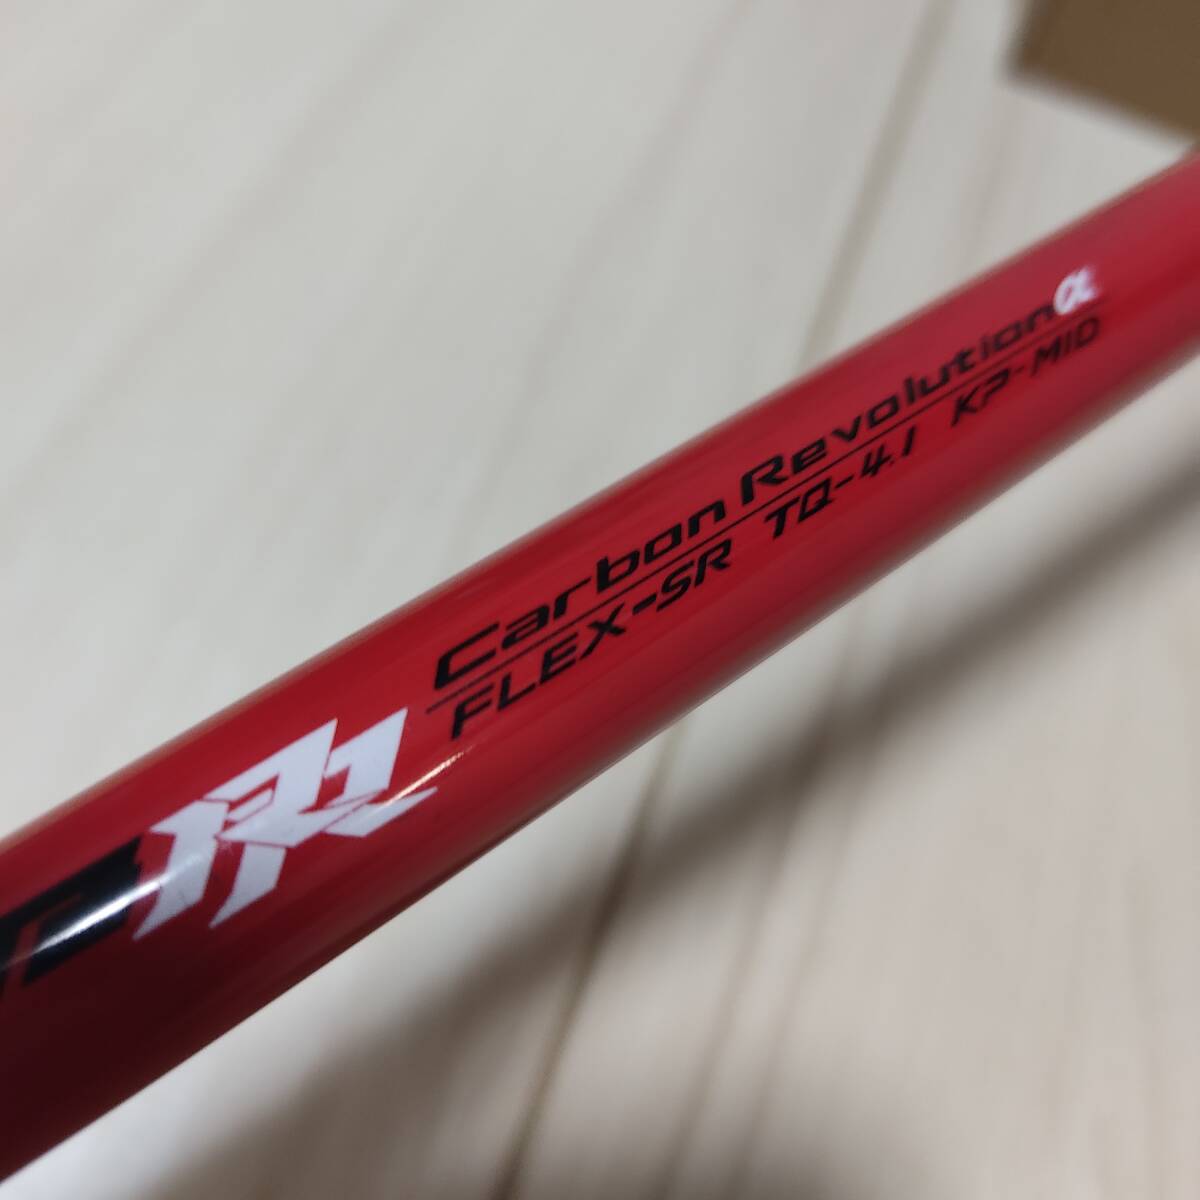 Carbon Revolutionα
FLEX-SR TQ-4.1 KP-MID